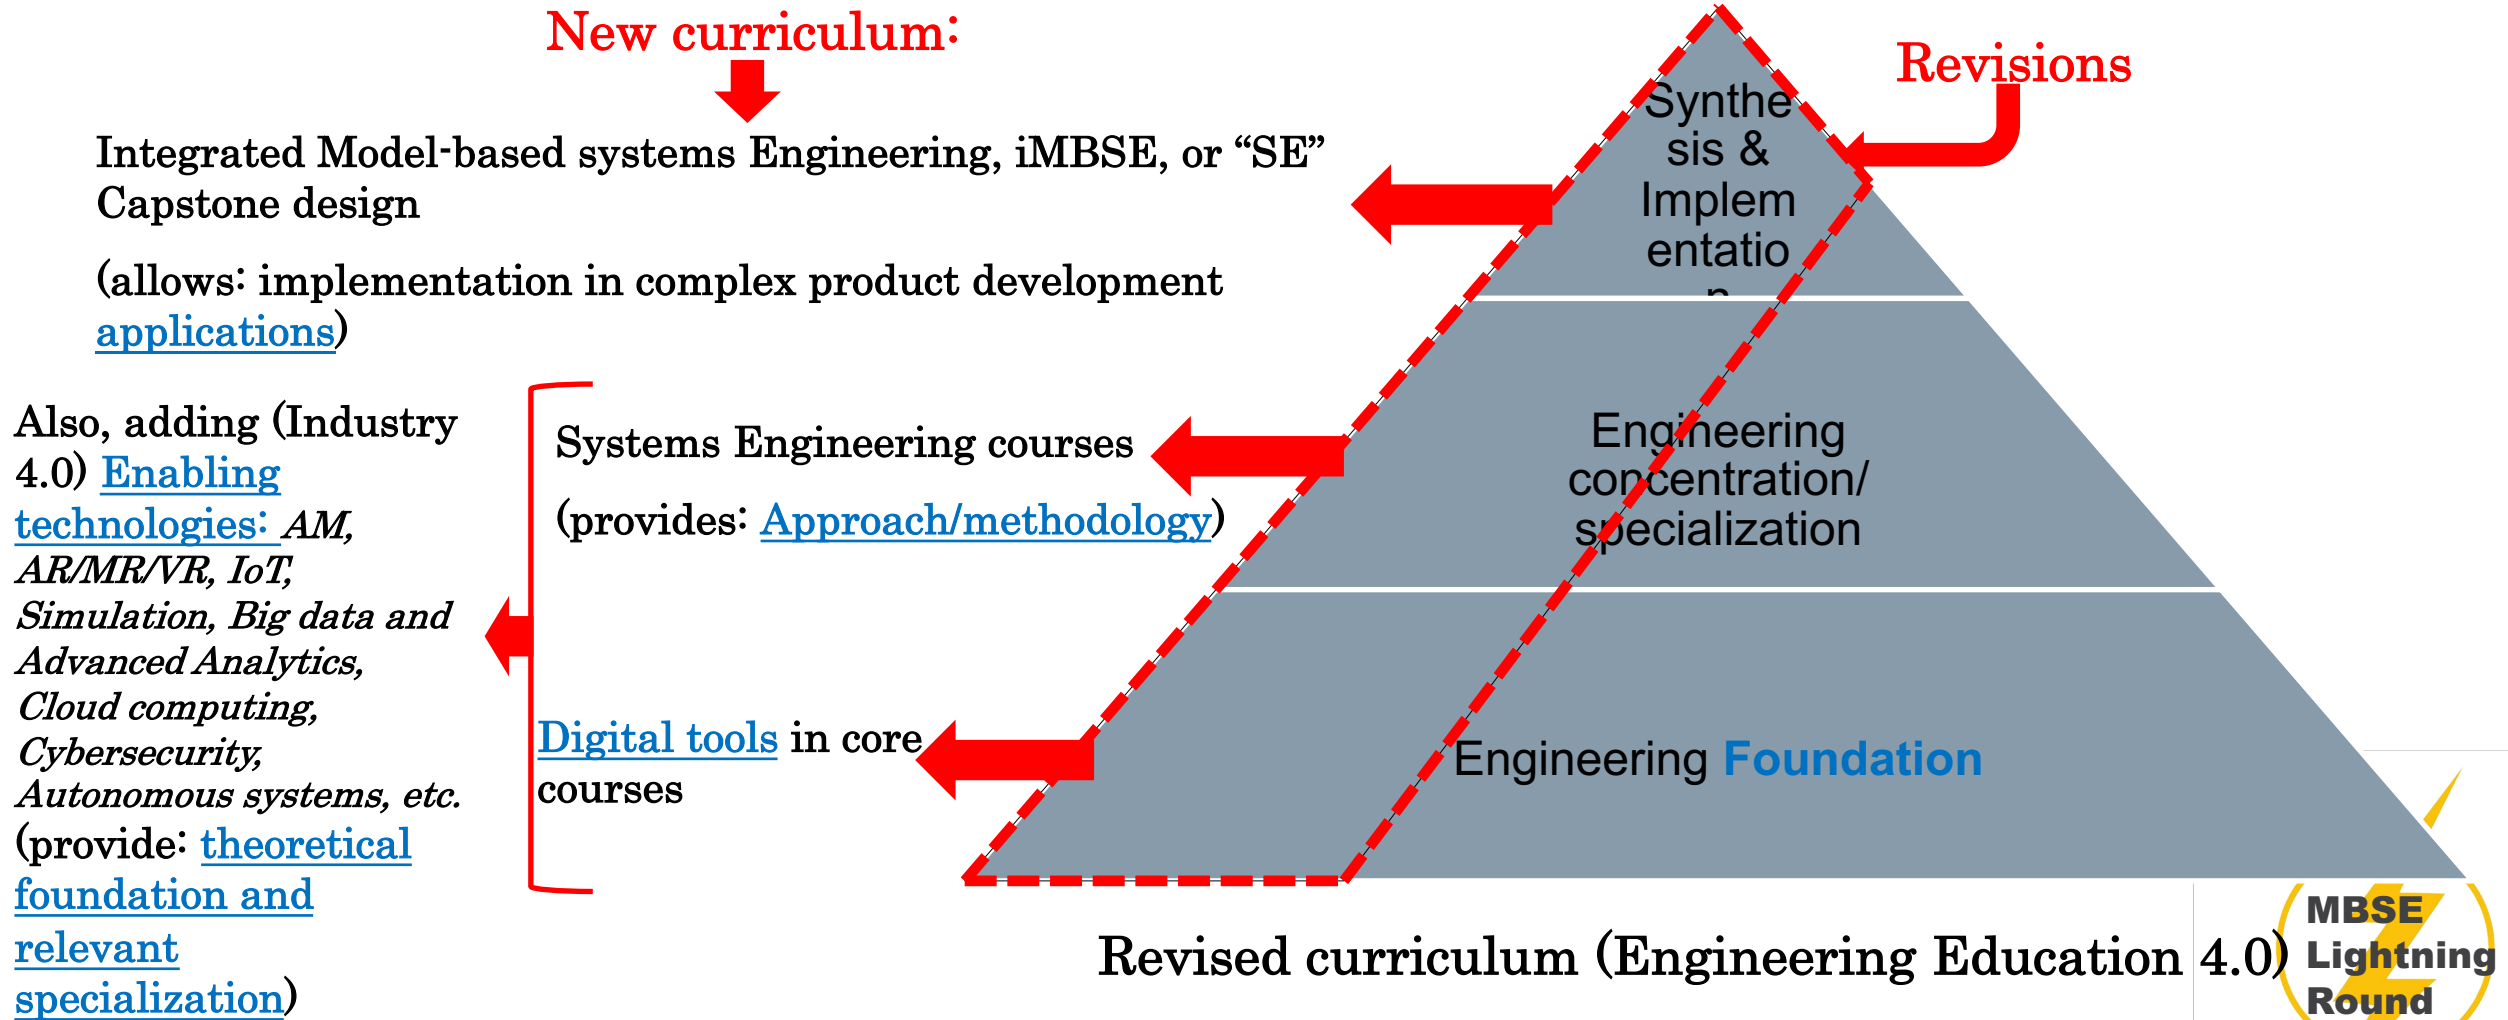 New curriculum:
Revisions
Integrated Model-based systems Engineering, iMBSE, or “SE”
Capstone design
(allows: implementation in complex product development
applications)
Also, adding (Industry
4.0) Enabling
technologies: AM,
AR/MR/VR, IoT,
Simulation, Big data and
Advanced Analytics,
Cloud computing,
Cybersecurity,
Autonomous systems, etc.
(provide: theoretical
foundation and
relevant
specialization)
Systems Engineering courses
(provides: Approach/methodology)
Digital tools in core
courses
Synthe
sis &
Implem
entatio
n
Engineering
concentration/
specialization
Engineering Foundation
Revised curriculum (Engineering Education 4.0)
MBSE
Lightning
Round